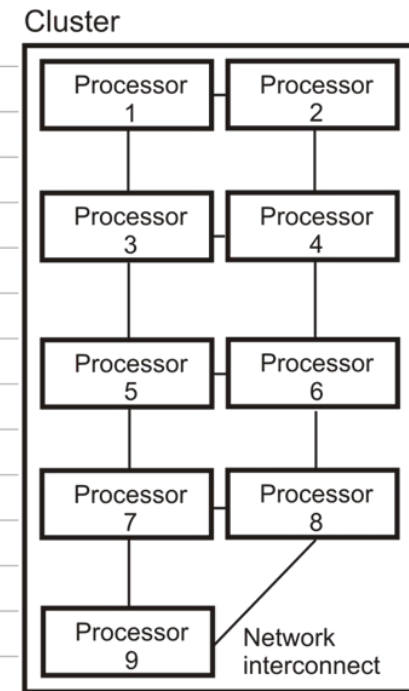 Cluster
Processor
1
Processor
2
Processor
3
Processor
4
Processor
5
Processor
6
Processor
7
Processor
8
Processor
9
Network
interconnect